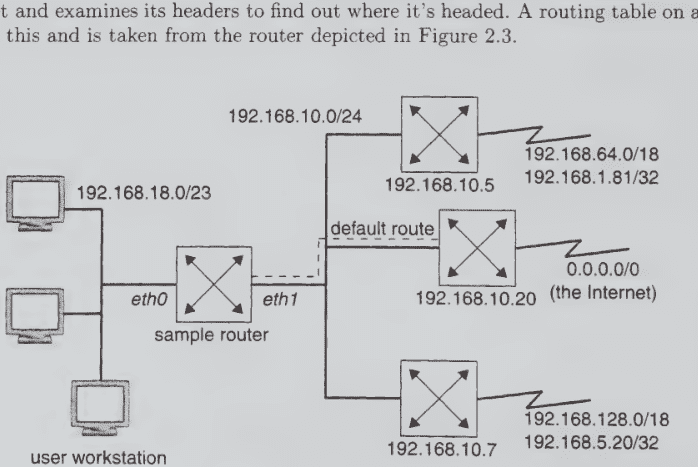 t and examines its headers to find out where it's headed. A routing table on a
this and is taken from the router depicted in Figure 2.3.
192.168.10.0/24
192.168.64.0/18
192.168.1.81/32
192.168.10.5
192.168.18.0/23
default route
0.0.0.0/0
(the Internet)
192.168.10.20
eth0
eth1
sample router
192.168.128.0/18
192.168.5.20/32
192.168.10.7
user workstation